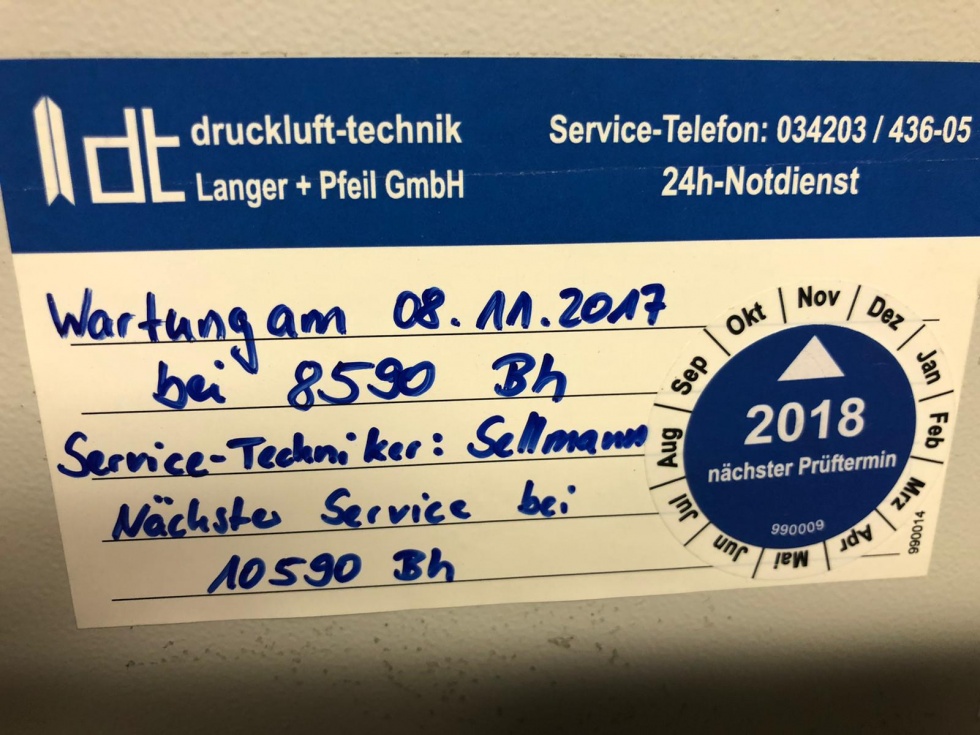 ldt druckluft-technik
Langer + Pfeil GmbH
Service-Telefon: 034203 / 436-05
24h-Notdienst
Wartung am 08.11.2017
bei 8590 Bh
Service-Techniker: Sellmann
Nächster Service bei
10590 Bh
Nov
Dez
Jan
Feb
Mrz
Apr
Mai
Jun
Jul
Aug
Sep
Okt
2018
nächster Prüftermin
990009
990014